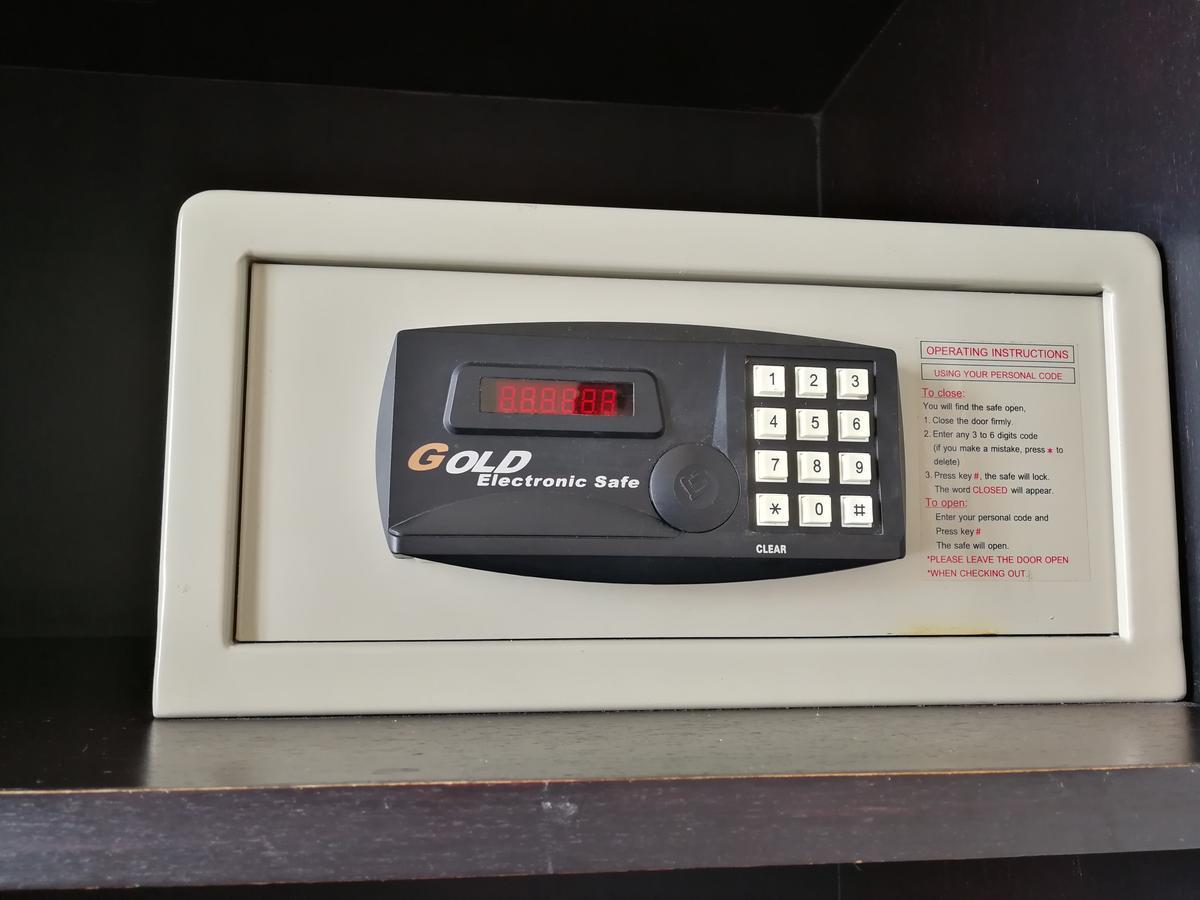 888888
GOLD
Electronic Safe
1 2 3
4 5 6
7 8 9
* 0 #
CLEAR
OPERATING INSTRUCTIONS
USING YOUR PERSONAL CODE
To close:
You will find the safe open,
1. Close the door firmly.
2. Enter any 3 to 6 digits code
(if you make a mistake, press * to
delete)
3. Press key #, the safe will lock.
The word CLOSED will appear.
To open:
Enter your personal code and
Press key #
The safe will open.
*PLEASE LEAVE THE DOOR OPEN
*WHEN CHECKING OUT.